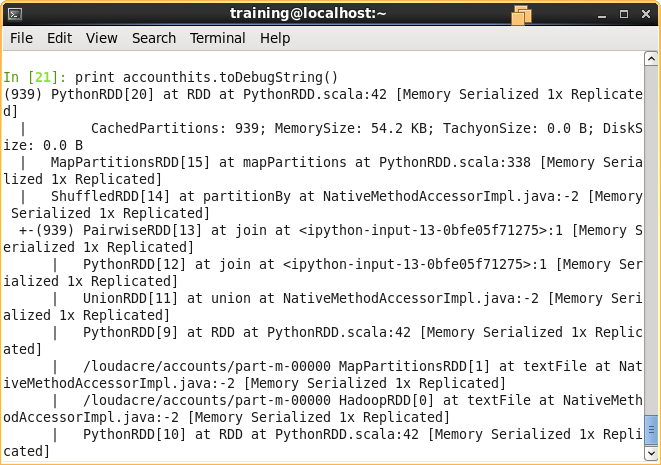 training@localhost:~
File Edit View Search Terminal Help
In [21]: print accounthits.toDebugString()
(939) PythonRDD[20] at RDD at PythonRDD.scala:42 [Memory Serialized 1x Replicate
d]
  |        CachedPartitions: 939; MemorySize: 54.2 KB; TachyonSize: 0.0 B; DiskS
ize: 0.0 B
  |   MapPartitionsRDD[15] at mapPartitions at PythonRDD.scala:338 [Memory Seria
lized 1x Replicated]
  |   ShuffledRDD[14] at partitionBy at NativeMethodAccessorImpl.java:-2 [Memory
 Serialized 1x Replicated]
  +-(939) PairwiseRDD[13] at join at <ipython-input-13-0bfe05f71275>:1 [Memory S
erialized 1x Replicated]
      |   PythonRDD[12] at join at <ipython-input-13-0bfe05f71275>:1 [Memory Ser
ialized 1x Replicated]
      |   UnionRDD[11] at union at NativeMethodAccessorImpl.java:-2 [Memory Seri
alized 1x Replicated]
      |   PythonRDD[9] at RDD at PythonRDD.scala:42 [Memory Serialized 1x Replic
ated]
      |   /loudacre/accounts/part-m-00000 MapPartitionsRDD[1] at textFile at Nat
iveMethodAccessorImpl.java:-2 [Memory Serialized 1x Replicated]
      |   /loudacre/accounts/part-m-00000 HadoopRDD[0] at textFile at NativeMeth
odAccessorImpl.java:-2 [Memory Serialized 1x Replicated]
      |   PythonRDD[10] at RDD at PythonRDD.scala:42 [Memory Serialized 1x Repli
cated]